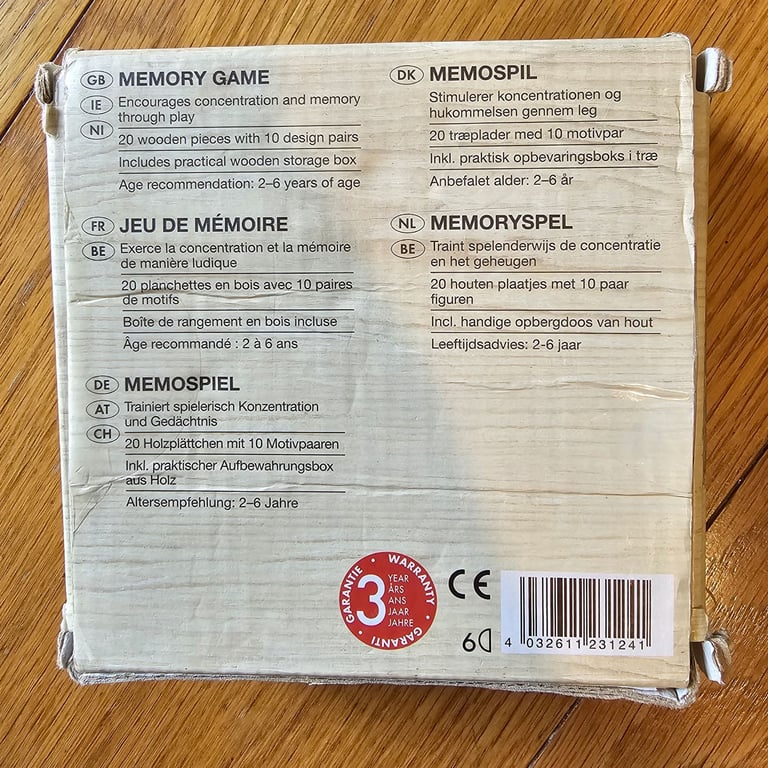 GB MEMORY GAME
IE Encourages concentration and memory
NI through play
20 wooden pieces with 10 design pairs
Includes practical wooden storage box
Age recommendation: 2–6 years of age
FR JEU DE MÉMOIRE
BE Exerce la concentration et la mémoire
de manière ludique
20 planchettes en bois avec 10 paires
de motifs
Boîte de rangement en bois incluse
Âge recommandé : 2 à 6 ans
DE MEMOSPIEL
AT Trainiert spielerisch Konzentration
und Gedächtnis
CH
20 Holzplättchen mit 10 Motivpaaren
Inkl. praktischer Aufbewahrungsbox
aus Holz
Altersempfehlung: 2–6 Jahre
DK MEMOSPIL
Stimulerer koncentrationen og
hukommelsen gennem leg
20 træplader med 10 motivpar
Inkl. praktisk opbevaringsboks i træ
Anbefalet alder: 2–6 år
NL MEMORYSPEL
BE Traint spelenderwijs de concentratie
en het geheugen
20 houten plaatjes met 10 paar
figuren
Incl. handige opbergdoos van hout
Leeftijdsadvies: 2-6 jaar
GARANTIE • WARRANTY • GARANTI
3
YEAR
ÅRS
ANS
JAAR
JAHRE
CE
6
4 032611 231241